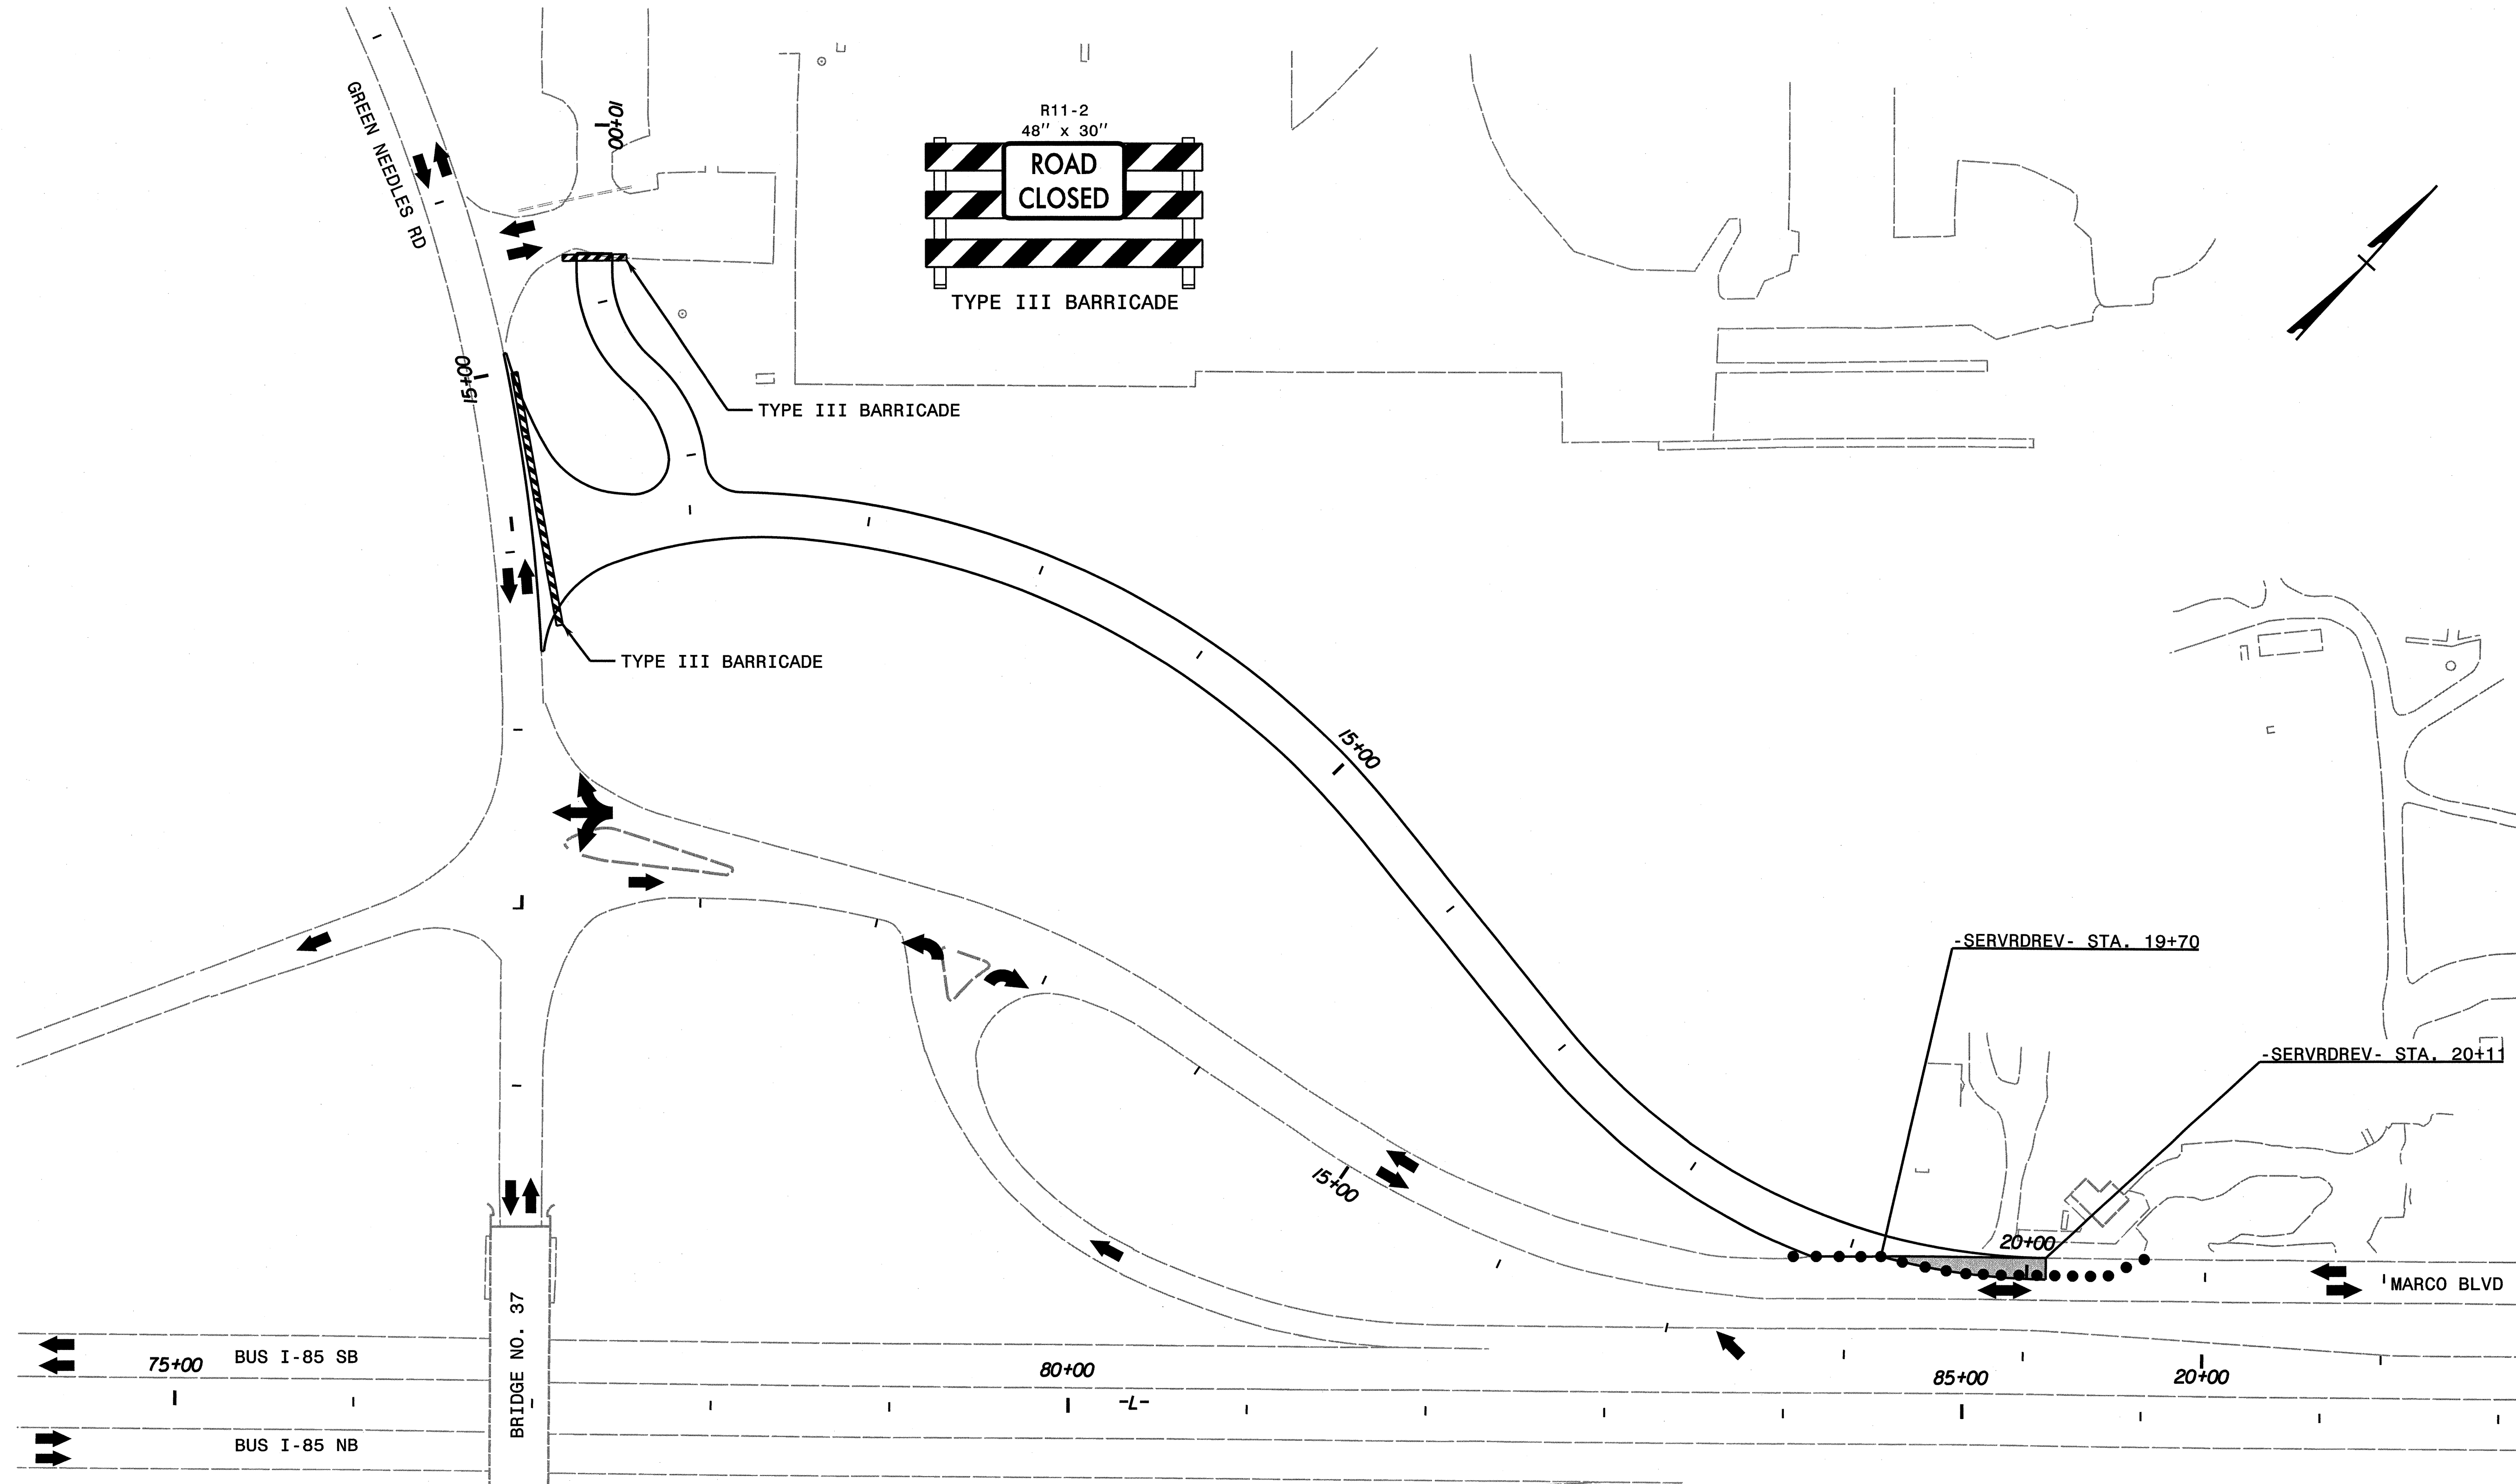 GREEN NEEDLES RD
10+00
R11-2
48" x 30"
ROAD
CLOSED
TYPE III BARRICADE
15+00
TYPE III BARRICADE
TYPE III BARRICADE
15+00
-SERVRDREV- STA. 19+70
-SERVRDREV- STA. 20+11
15+00
20+00
MARCO BLVD
BRIDGE NO. 37
BUS I-85 SB
75+00
80+00
85+00
20+00
-L-
BUS I-85 NB